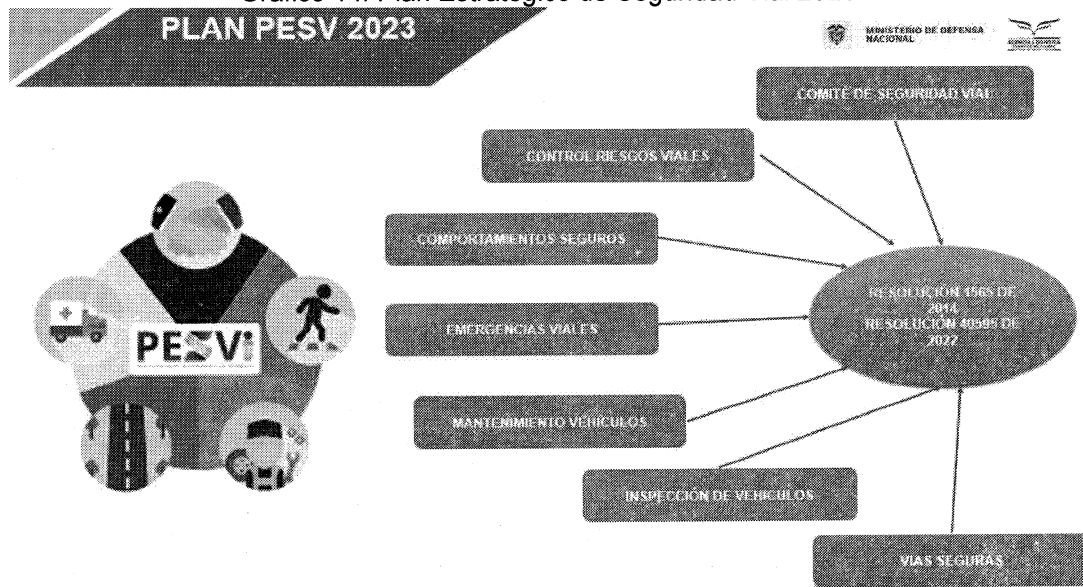 PLAN PESV 2023
MINISTERIO DE DEFENSA
NACIONAL
COMITÉ DE SEGURIDAD VIAL
CONTROL RIESGOS VIALES
COMPORTAMIENTOS SEGUROS
EMERGENCIAS VIALES
MANTENIMIENTO VEHÍCULOS
INSPECCIÓN DE VEHÍCULOS
VIAS SEGURAS
RESOLUCIÓN 1565 DE
2014
RESOLUCIÓN 40595 DE
2022
PESVi